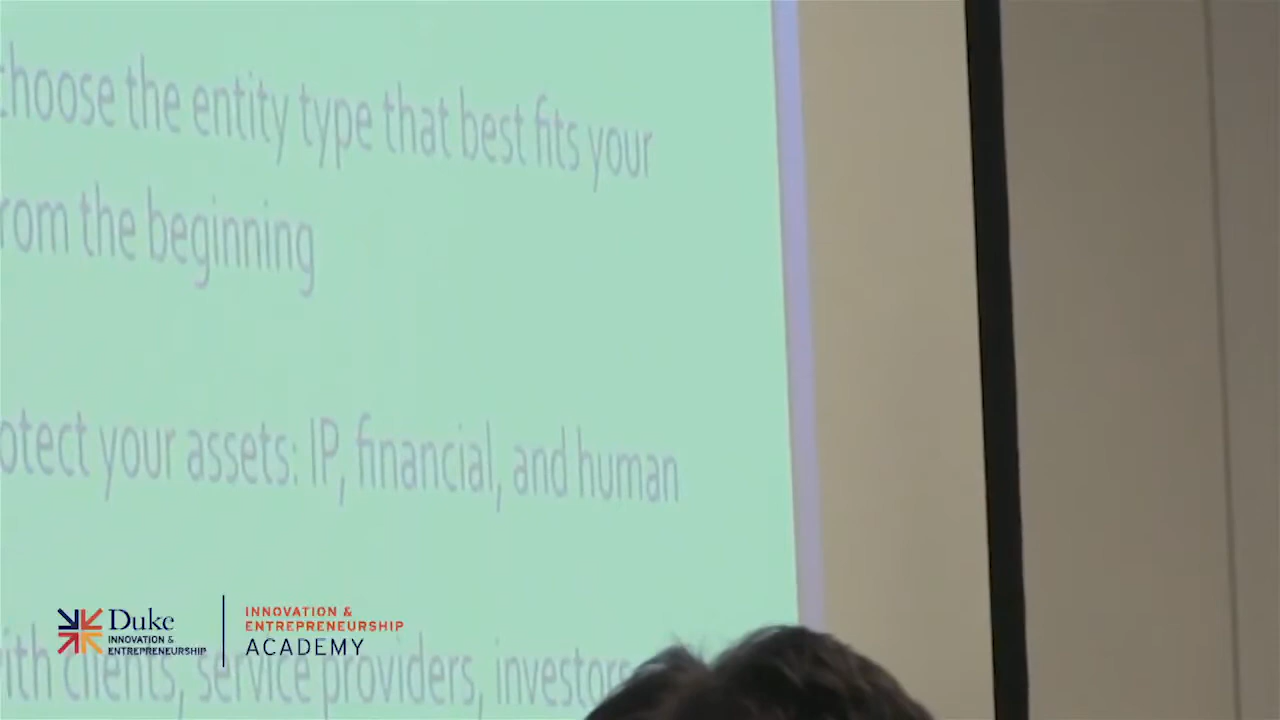 choose the entity type that best fits your
from the beginning
otect your assets: IP, financial, and human
ith clients, service providers, investors
Duke
INNOVATION &
ENTREPRENEURSHIP
INNOVATION &
ENTREPRENEURSHIP
ACADEMY